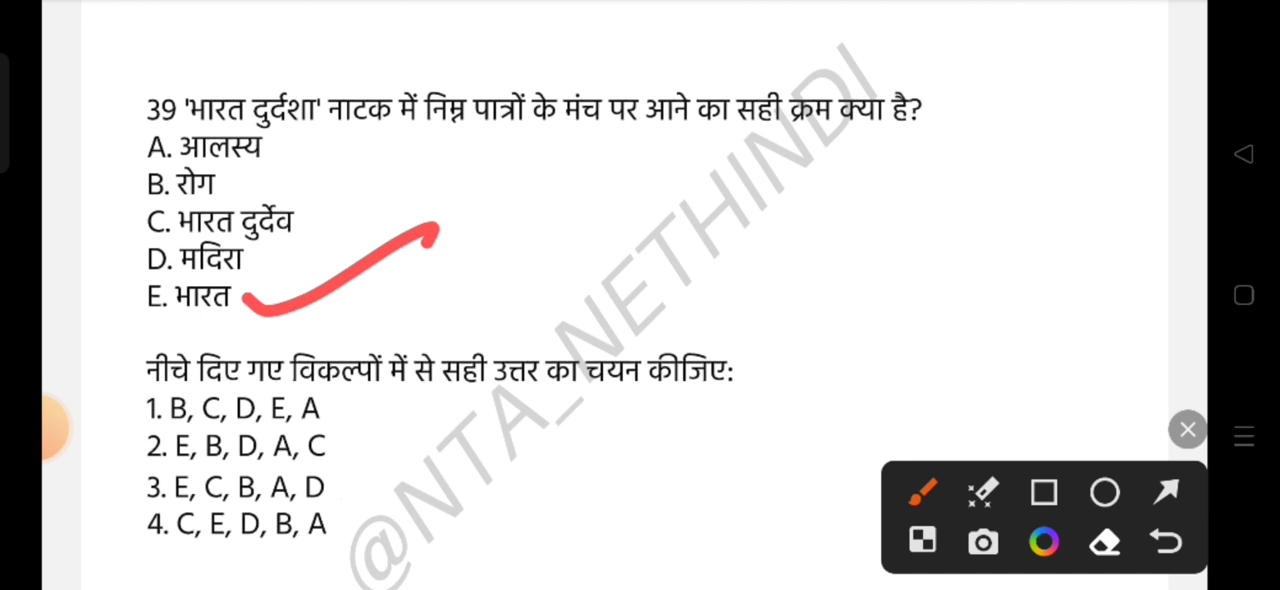 39 'भारत दुर्दशा' नाटक में निम्न पात्रों के मंच पर आने का सही क्रम क्या है?
A. आलस्य
B. रोग
C. भारत दुर्देव
D. मदिरा
E. भारत
नीचे दिए गए विकल्पों में से सही उत्तर का चयन कीजिए:
1. B, C, D, E, A
2. E, B, D, A, C
3. E, C, B, A, D
4. C, E, D, B, A
@NTA_NETHINDI